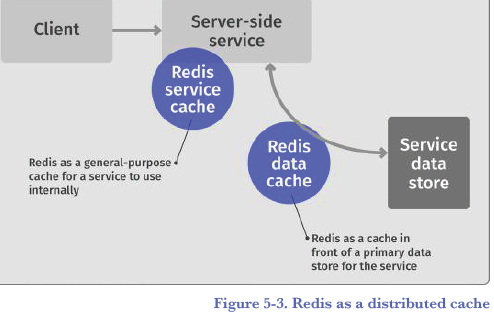 Client
Server-side
service
Redis
service
cache
Redis
data
cache
Service
data
store
Redis as a general-purpose
cache for a service to use
internally
Redis as a cache in
front of a primary data
store for the service
Figure 5-3. Redis as a distributed cache